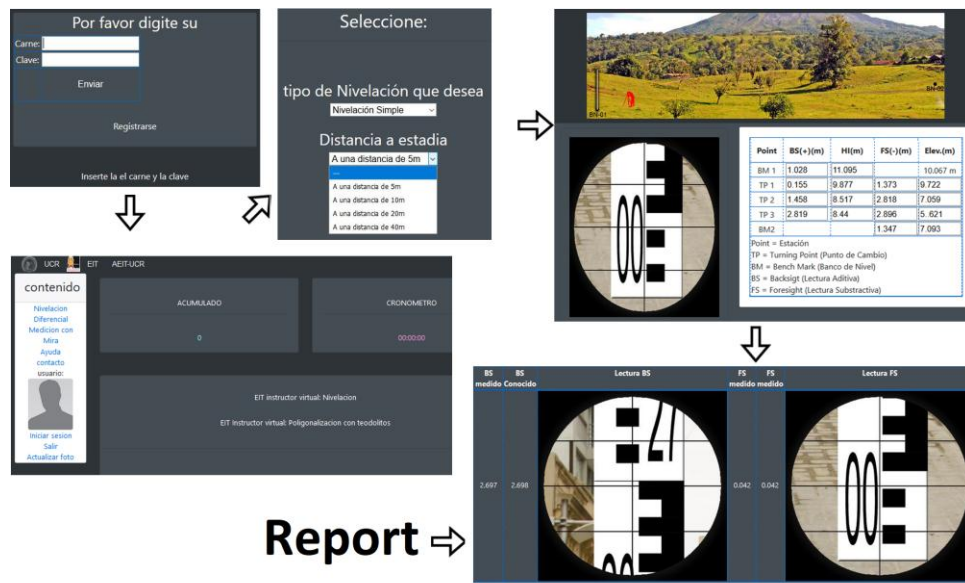 Por favor digite su
Carne:
Clave:
Enviar
Registrarse
Inserte la el carne y la clave
Seleccione:
tipo de Nivelación que desea
Nivelación Simple
Distancia a estadia
A una distancia de 5m
---
A una distancia de 5m
A una distancia de 10m
A una distancia de 20m
A una distancia de 40m
BN-01
BN-02
00
Point BS(+)(m) HI(m) FS(-)(m) Elev.(m)
BM 1 1.028 11.095 10.067 m
TP 1 0.155 9.877 1.373 9.722
TP 2 1.458 8.517 2.818 7.059
TP 3 2.819 8.44 2.896 5. 621
BM2 1.347 7.093
Point = Estación
TP = Turning Point (Punto de Cambio)
BM = Bench Mark (Banco de Nivel)
BS = Backsigt (Lectura Aditiva)
FS = Foresight (Lectura Substractiva)
UCR EIT AEIT-UCR
contenido
Nivelacion
Diferencial
Medicion con
Mira
Ayuda
contacto
usuario:
Iniciar sesion
Salir
Actualizar foto
ACUMULADO
0
CRONOMETRO
00:00:00
EIT instructor virtual: Nivelacion
EIT Instructor virtual: Poligonalizacion con teodolitos
Report
BS medido BS Conocido Lectura BS FS medido FS medido Lectura FS
2.697 2.698 27 0.042 0.042 00